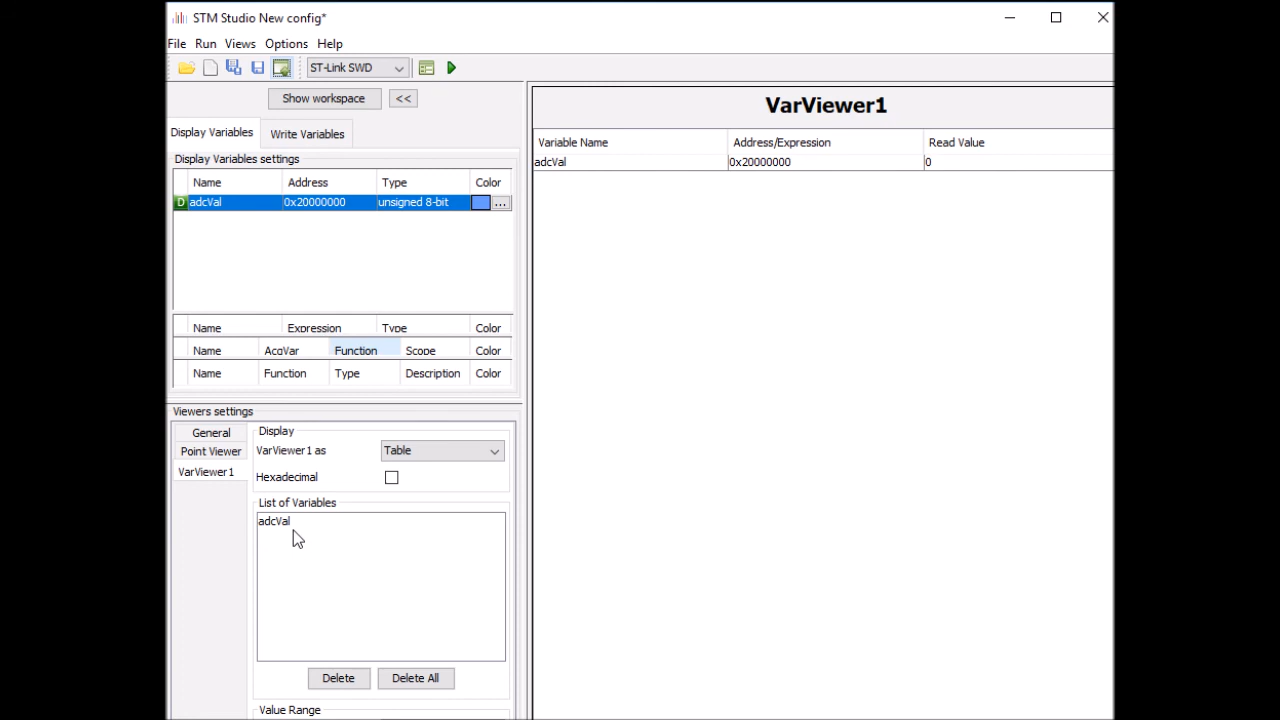 STM Studio New config*
File Run Views Options Help
ST-Link SWD
Show workspace <<
Display Variables Write Variables
Display Variables settings
Name Address Type Color
D adcVal 0x20000000 unsigned 8-bit ...
Name Expression Type Color
Name AcqVar Function Scope Color
Name Function Type Description Color
Viewers settings
General
Point Viewer
VarViewer1
Display
VarViewer1 as Table
Hexadecimal
List of Variables
adcVal
Delete Delete All
Value Range
VarViewer1
Variable Name Address/Expression Read Value
adcVal 0x20000000 0